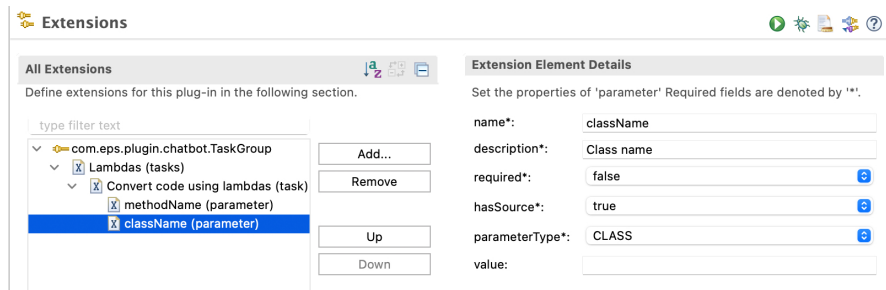 Extensions
All Extensions
Define extensions for this plug-in in the following section.
type filter text
com.eps.plugin.chatbot.TaskGroup
Lambdas (tasks)
Convert code using lambdas (task)
methodName (parameter)
className (parameter)
Add...
Remove
Up
Down
Extension Element Details
Set the properties of 'parameter' Required fields are denoted by '*'.
name*: className
description*: Class name
required*: false
hasSource*: true
parameterType*: CLASS
value: